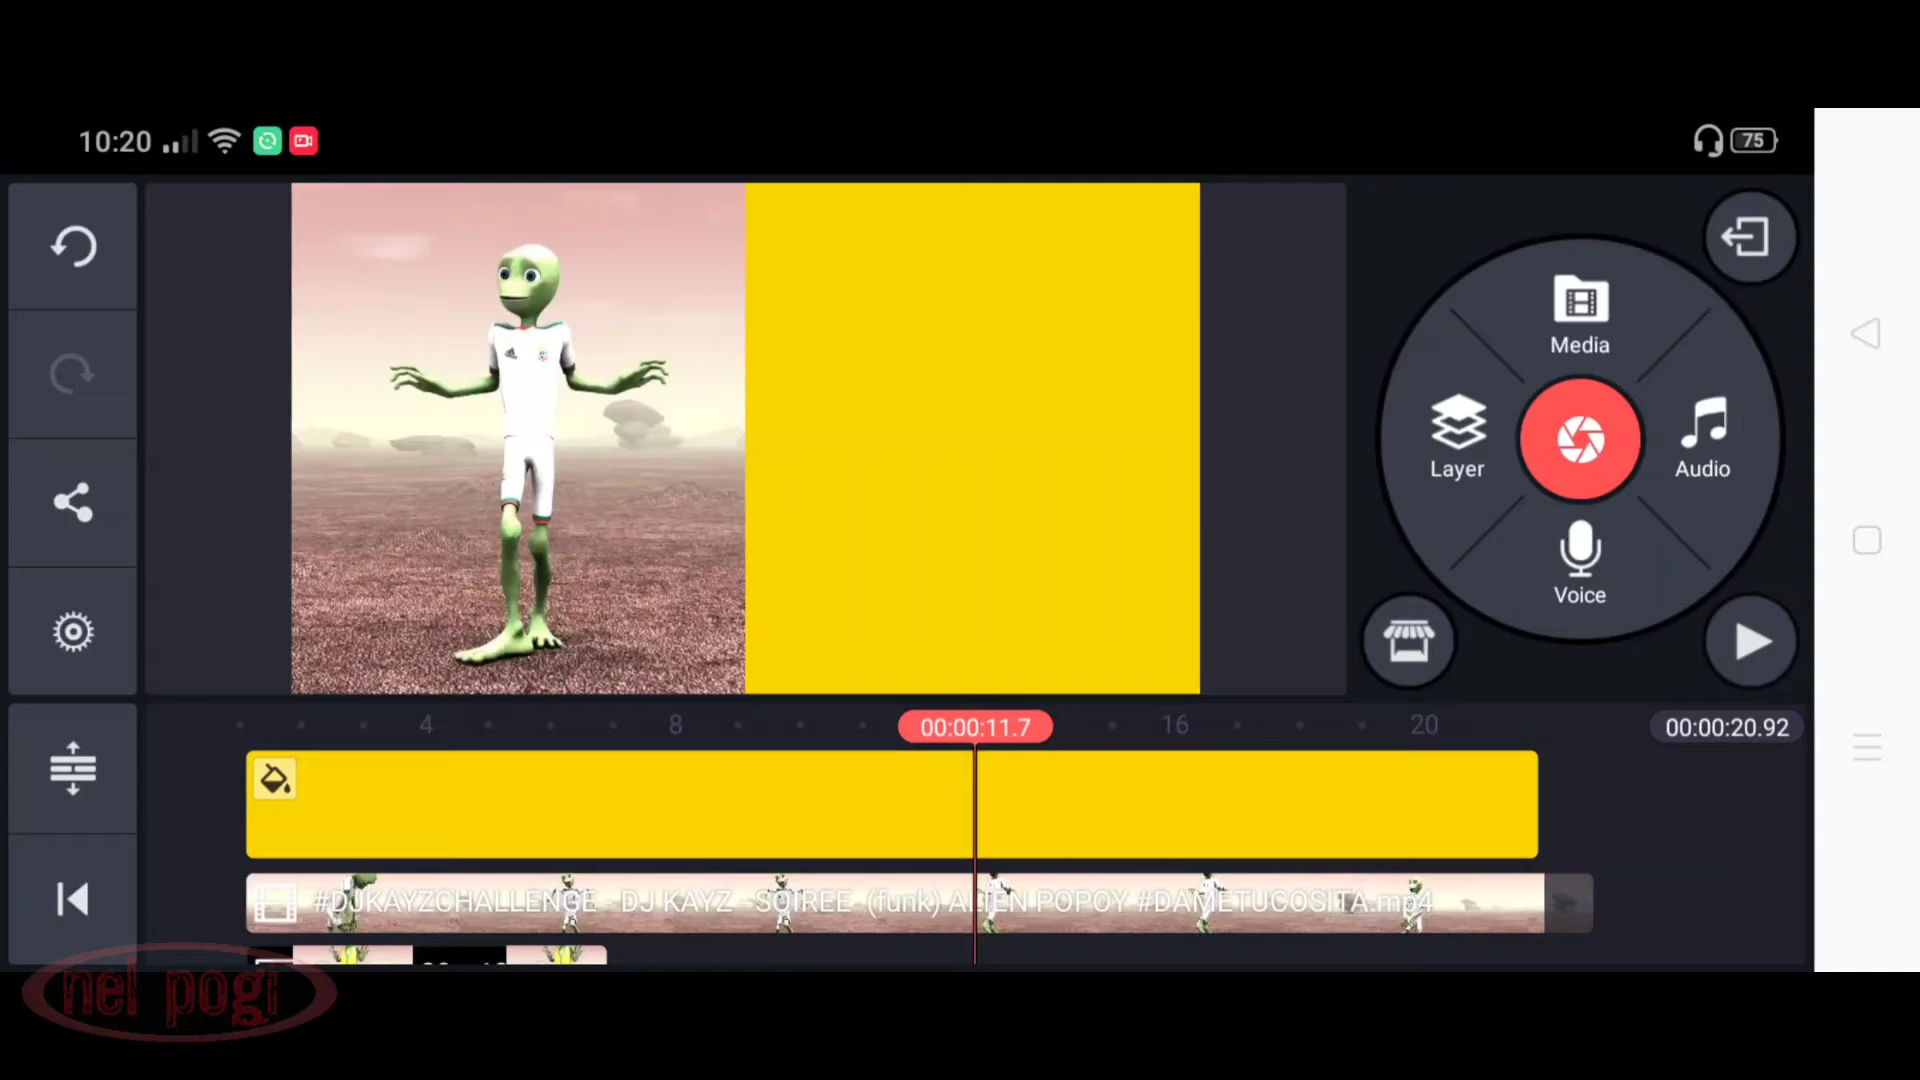 10:20
75
Media
Layer
Audio
Voice
4
8
00:00:11.7
16
20
00:00:20.92
#DJKAYZCHALLENGE - DJ KAYZ - SOIREE (funk) ALIEN POPOY #DAMETUCOSITA.mp4
nel pogi